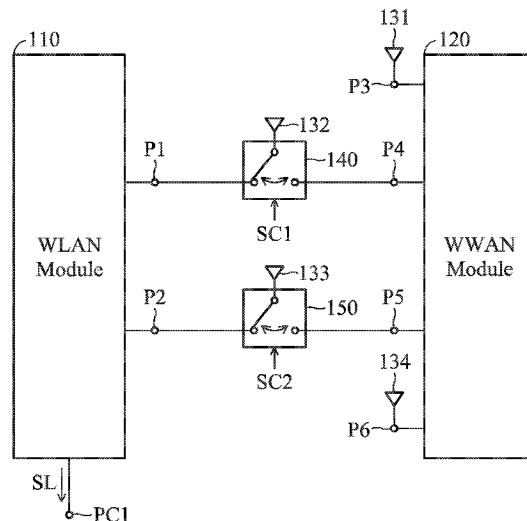 110
131
120
P3
132
P1
140
P4
SC1
WLAN
Module
WWAN
Module
133
P2
150
P5
SC2
134
P6
SL
PC1